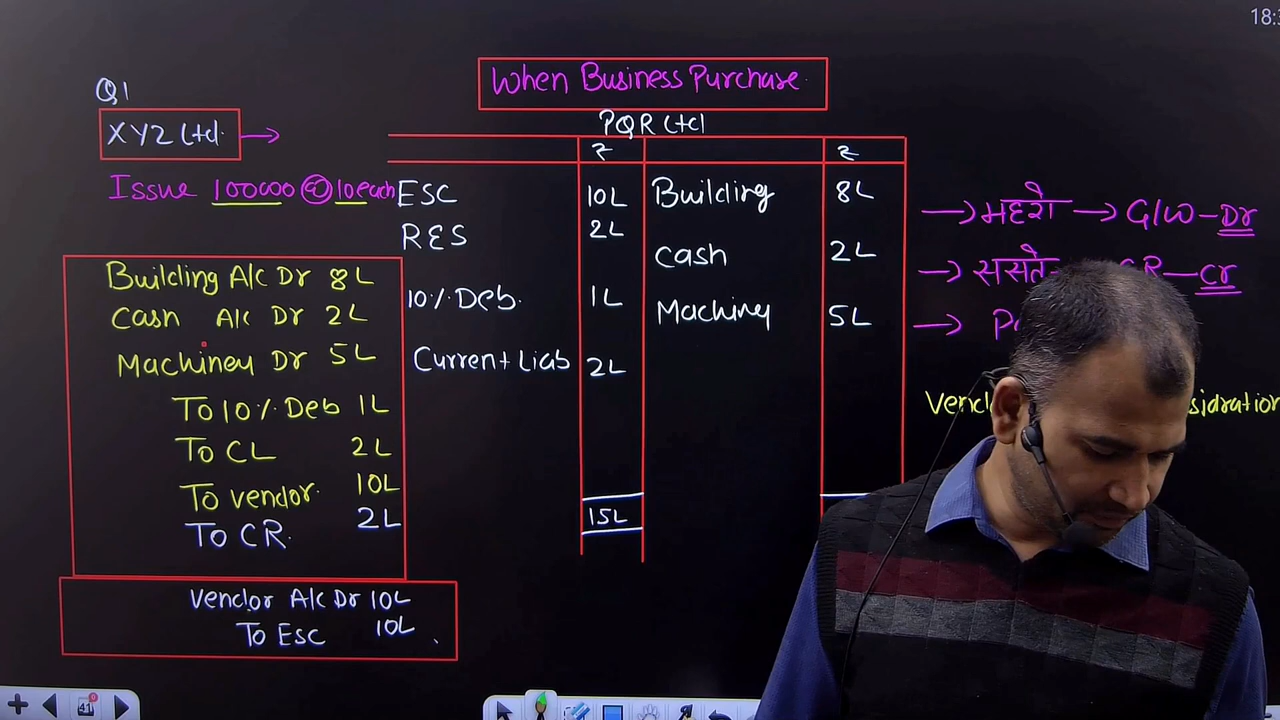 18:3
When Business Purchase
Q1
XYZ Ltd.
PQR Ltd
₹ ₹
Issue 100000 @ 10 each
ESC 10L Building 8L
RES 2L cash 2L
10% Deb. 1L Machiney 5L
Current Liab 2L
15L
→ महंगे → G/W - Dr
→ सस्ते CR - cr
Building A/c Dr 8L
Cash A/c Dr 2L
Machiney Dr 5L
To 10% Deb 1L
To CL 2L
To vendor. 10L
To CR. 2L
Vendor A/c Dr 10L
To Esc 10L
41